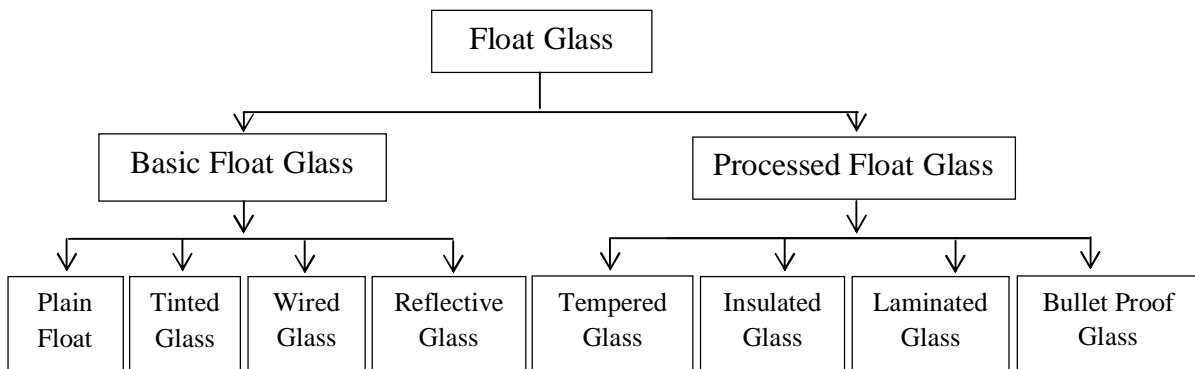 Float Glass
Basic Float Glass
Processed Float Glass
Plain
Float
Tinted
Glass
Wired
Glass
Reflective
Glass
Tempered
Glass
Insulated
Glass
Laminated
Glass
Bullet Proof
Glass